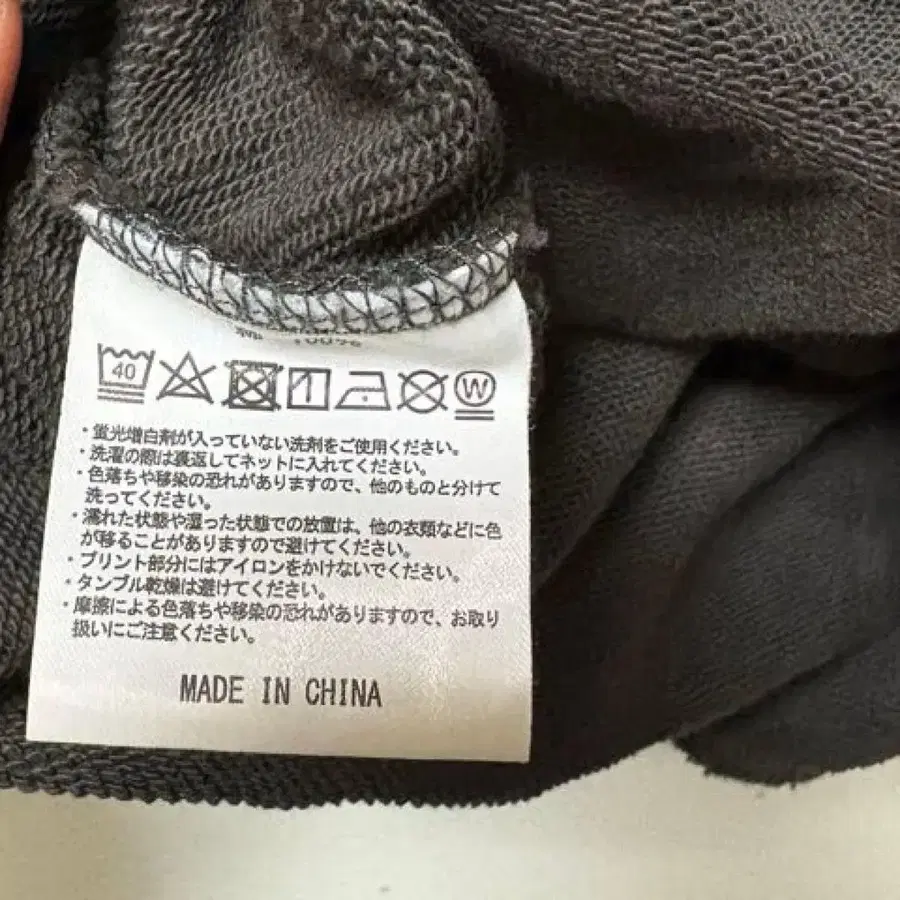 100%
40 W
・蛍光増白剤が入っていない洗剤をご使用ください。
・洗濯の際は裏返してネットに入れてください。
・色落ちや移染の恐れがありますので、他のものと分けて
洗ってください。
・濡れた状態や湿った状態での放置は、他の衣類などに色
が移ることがありますので避けてください。
・プリント部分にはアイロンをかけないでください。
・タンブル乾燥は避けてください。
・摩擦による色落ちや移染の恐れがありますので、お取り
扱いにご注意ください。
MADE IN CHINA